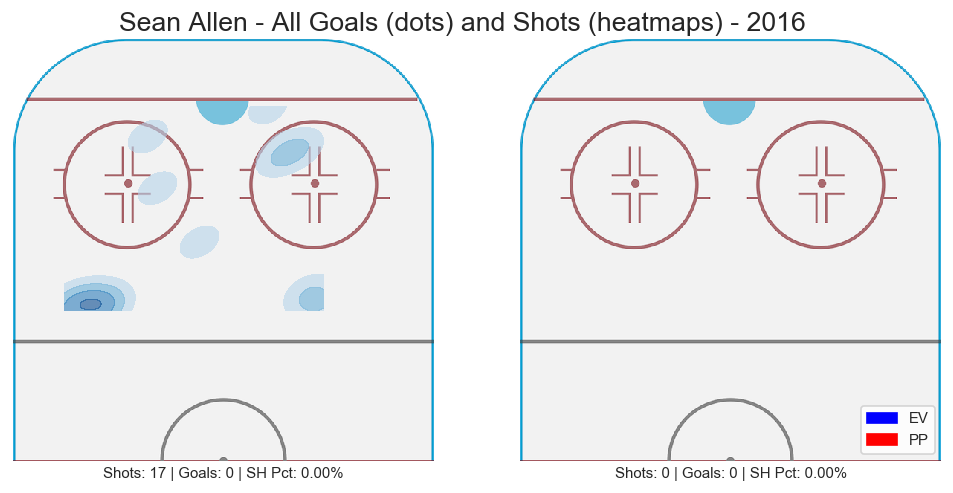 Sean Allen - All Goals (dots) and Shots (heatmaps) - 2016
EV
PP
Shots: 17 | Goals: 0 | SH Pct: 0.00%
Shots: 0 | Goals: 0 | SH Pct: 0.00%